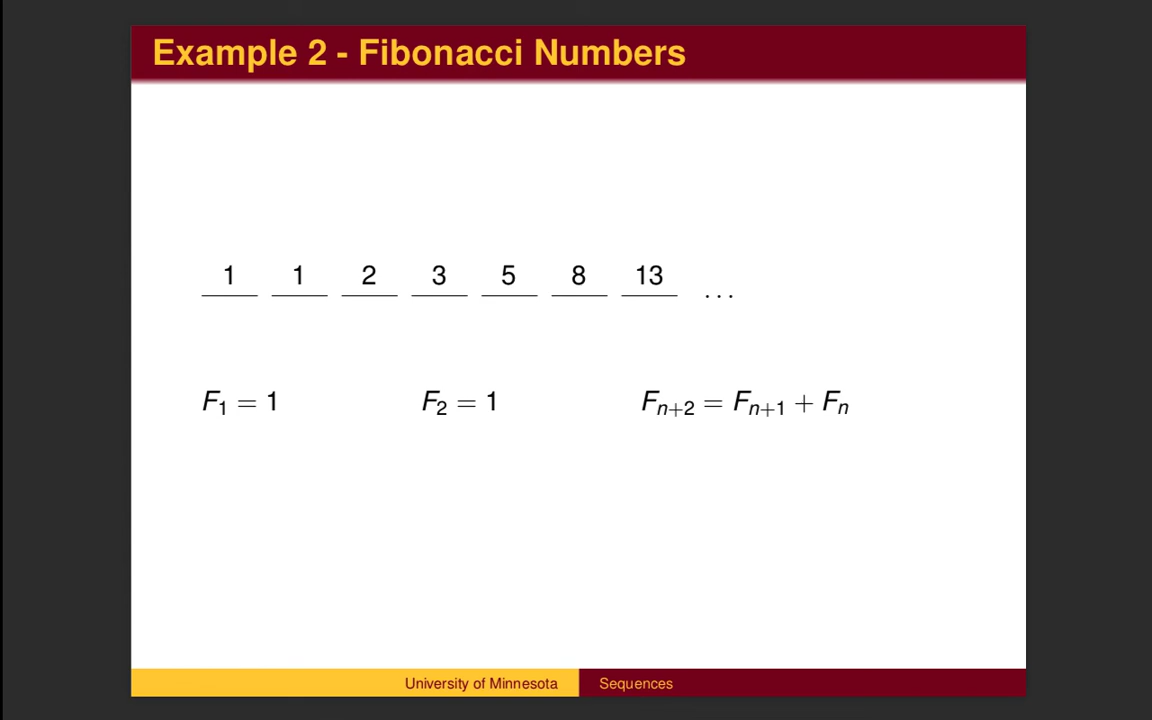 Example 2 - Fibonacci Numbers
1 1 2 3 5 8 13 ...
F₁ = 1 F₂ = 1 Fₙ₊₂ = Fₙ₊₁ + Fₙ
University of Minnesota Sequences